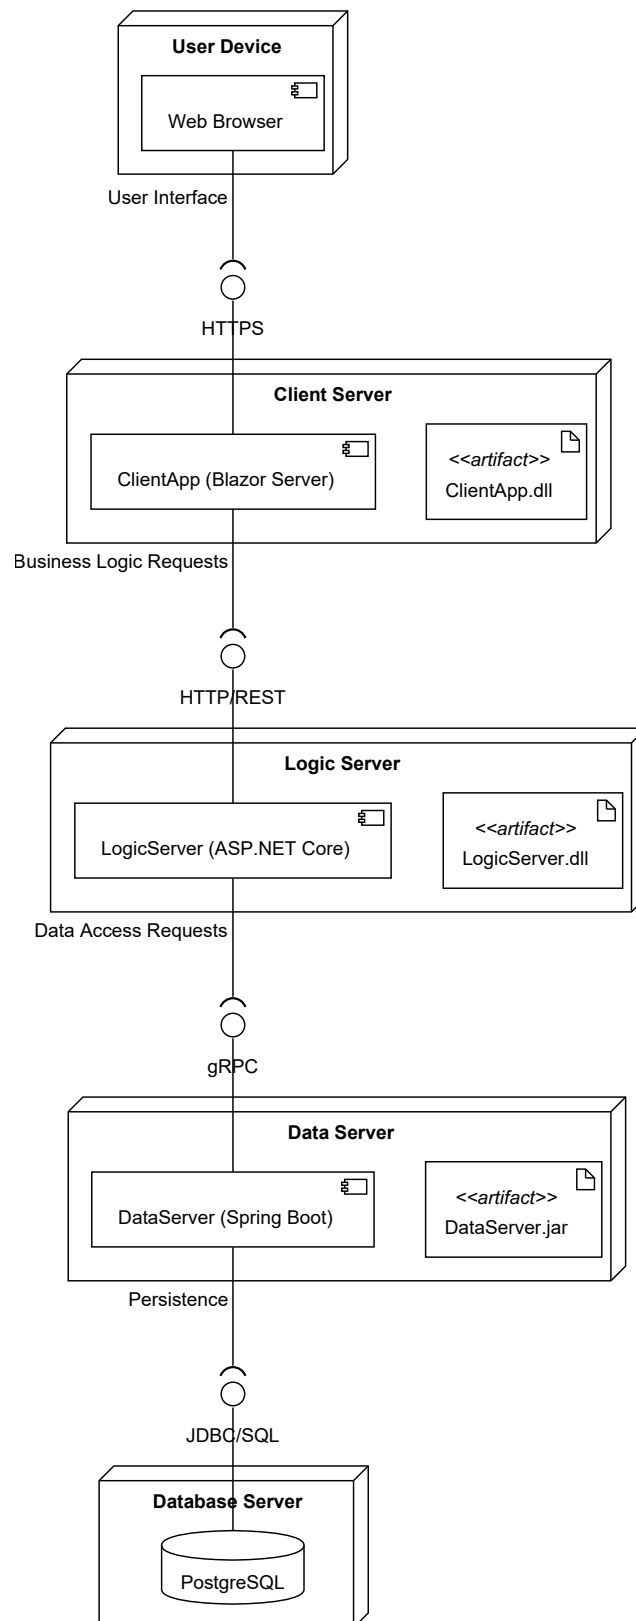 User Device
Web Browser
User Interface
HTTPS
Client Server
ClientApp (Blazor Server)
<<artifact>>
ClientApp.dll
Business Logic Requests
HTTP/REST
Logic Server
LogicServer (ASP.NET Core)
<<artifact>>
LogicServer.dll
Data Access Requests
gRPC
Data Server
DataServer (Spring Boot)
<<artifact>>
DataServer.jar
Persistence
JDBC/SQL
Database Server
PostgreSQL